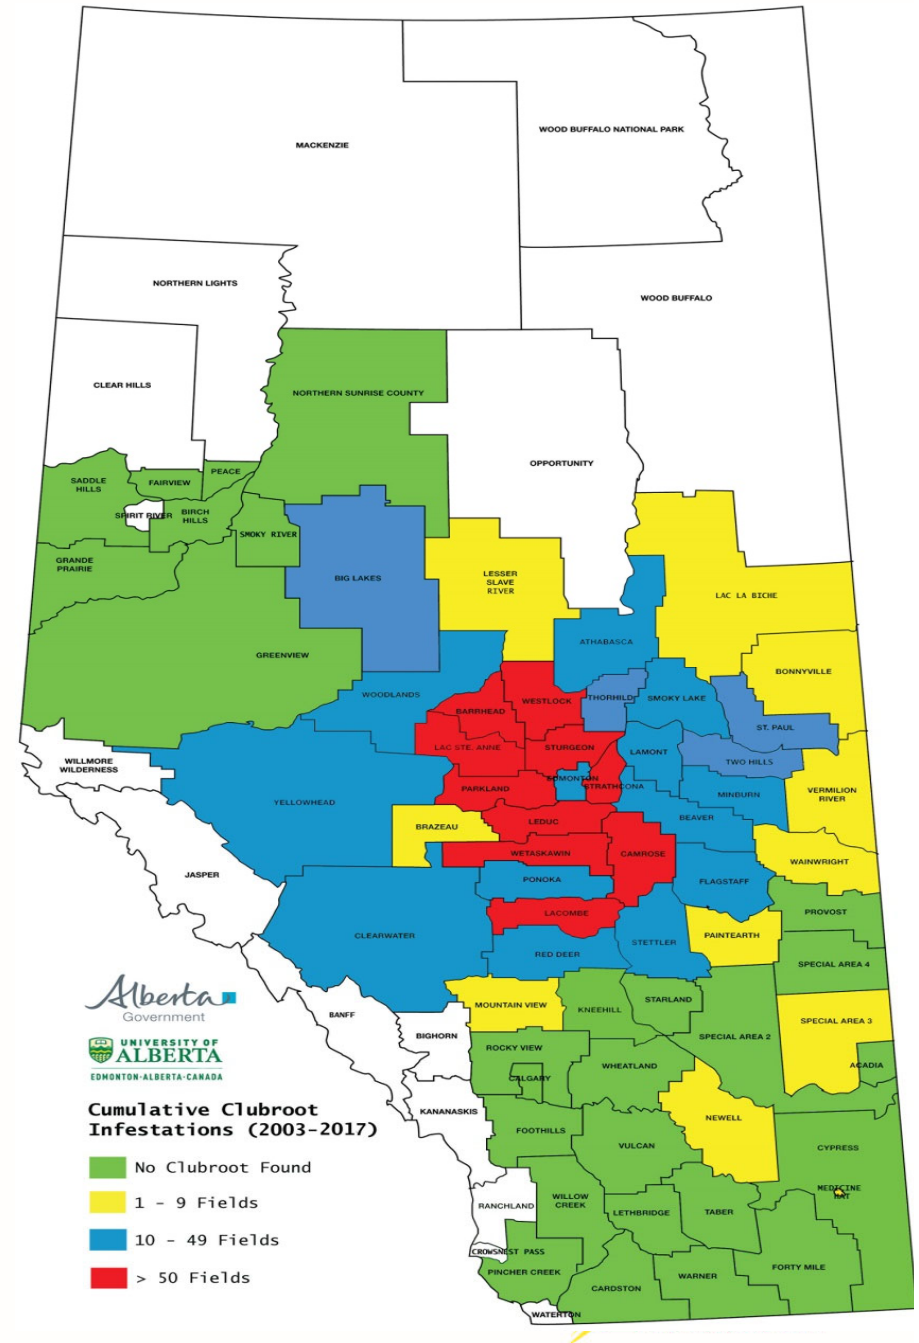 WOOD BUFFALO NATIONAL PARK
MACKENZIE
NORTHERN LIGHTS
WOOD BUFFALO
CLEAR HILLS
NORTHERN SUNRISE COUNTY
OPPORTUNITY
PEACE
SADDLE
HILLS
FAIRVIEW
SPIRIT RIVER
BIRCH
HILLS
SMOKY RIVER
GRANDE
PRAIRIE
BIG LAKES
LESSER
SLAVE
RIVER
LAC LA BICHE
ATHABASCA
GREENVIEW
BONNYVILLE
WOODLANDS
BARRHEAD
WESTLOCK
THORHILD
SMOKY LAKE
ST. PAUL
LAC STE. ANNE
STURGEON
LAMONT
TWO HILLS
WILLMORE
WILDERNESS
EDMONTON
STRATHCONA
PARKLAND
MINBURN
VERMILION
RIVER
YELLOWHEAD
BRAZEAU
LEDUC
BEAVER
WETASKAWIN
CAMROSE
WAINWRIGHT
JASPER
PONOKA
FLAGSTAFF
LACOMBE
PROVOST
CLEARWATER
STETTLER
PAINTEARTH
RED DEER
SPECIAL AREA 4
MOUNTAIN VIEW
KNEEHILL
STARLAND
BANFF
SPECIAL AREA 3
BIGHORN
SPECIAL AREA 2
ROCKY VIEW
WHEATLAND
ACADIA
CALGARY
KANANASKIS
NEWELL
FOOTHILLS
VULCAN
CYPRESS
MEDICINE
HAT
RANCHLAND
WILLOW
CREEK
LETHBRIDGE
TABER
CROWSNEST PASS
PINCHER CREEK
CARDSTON
WARNER
FORTY MILE
WATERTON
Alberta
Government
UNIVERSITY OF
ALBERTA
EDMONTON·ALBERTA·CANADA
Cumulative Clubroot
Infestations (2003-2017)
No Clubroot Found
1 - 9 Fields
10 - 49 Fields
> 50 Fields